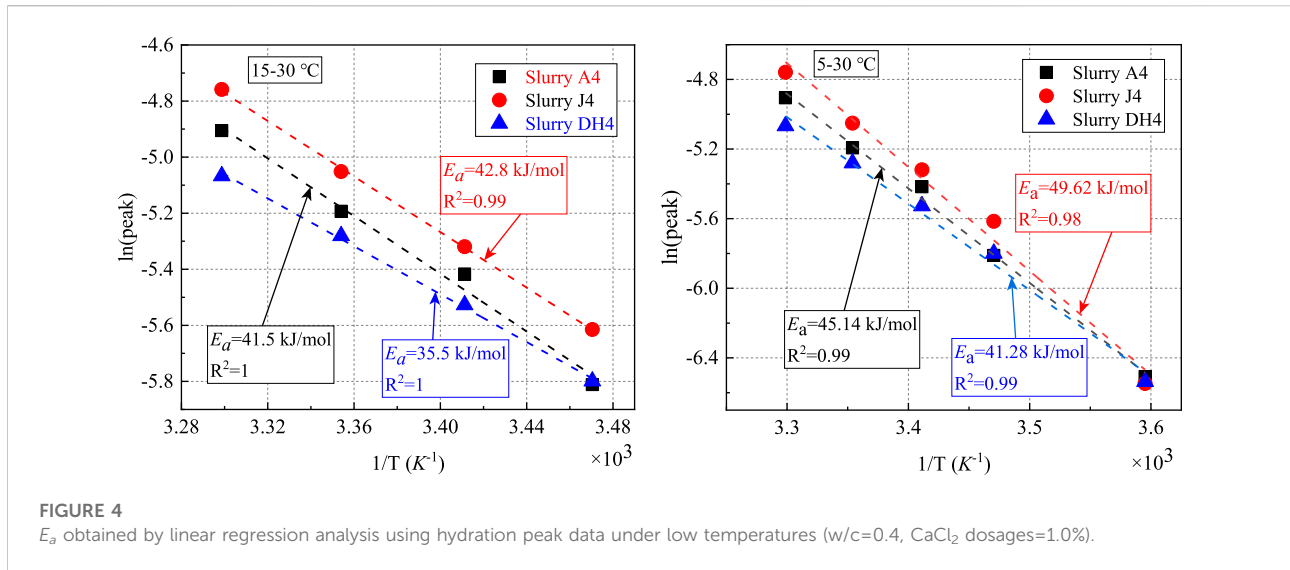 -4.6
-4.8
-5.0
-5.2
-5.4
-5.6
-5.8
ln(peak)
15-30 °C
Slurry A4
Slurry J4
Slurry DH4
Ea=42.8 kJ/mol
R²=0.99
Ea=41.5 kJ/mol
R²=1
Ea=35.5 kJ/mol
R²=1
3.28 3.32 3.36 3.40 3.44 3.48
1/T (K⁻¹) ×10³
-4.8
-5.2
-5.6
-6.0
-6.4
ln(peak)
5-30 °C
Slurry A4
Slurry J4
Slurry DH4
Ea=49.62 kJ/mol
R²=0.98
Ea=45.14 kJ/mol
R²=0.99
Ea=41.28 kJ/mol
R²=0.99
3.3 3.4 3.5 3.6
1/T (K⁻¹) ×10³
FIGURE 4
Ea obtained by linear regression analysis using hydration peak data under low temperatures (w/c=0.4, CaCl₂ dosages=1.0%).